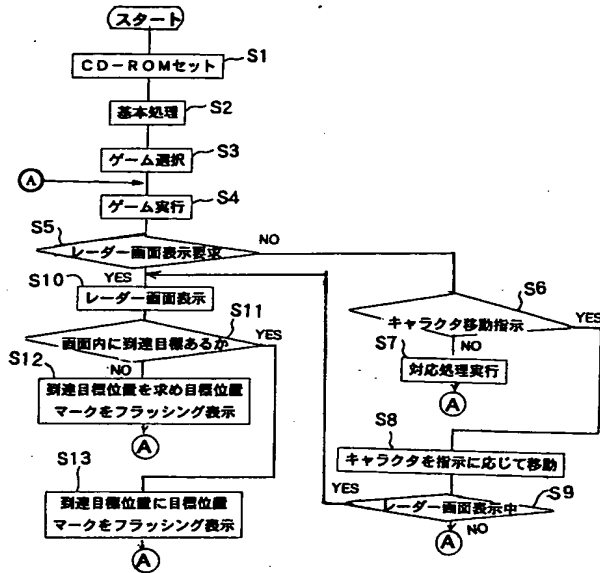 スタート
CD-ROMセット
S1
基本処理
S2
ゲーム選択
S3
A
ゲーム実行
S4
S5
レーダー画面表示要求
NO
YES
S10
レーダー画面表示
S6
キャラクタ移動指示
YES
NO
S7
対応処理実行
A
S11
画面内に到達目標あるか
YES
NO
S12
到達目標位置を求め目標位置
マークをフラッシング表示
A
S8
キャラクタを指示に応じて移動
S9
レーダー画面表示中
YES
NO
A
S13
到達目標位置に目標位置
マークをフラッシング表示
A